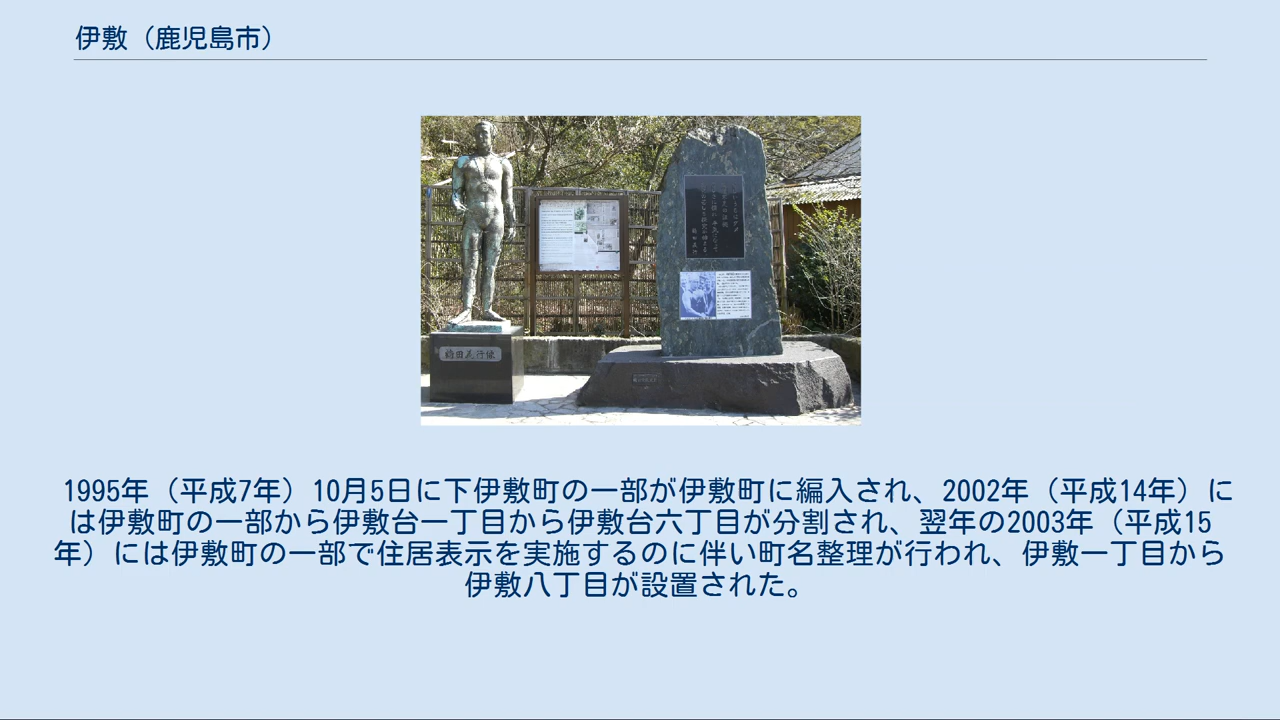 伊敷（鹿児島市）
1995年（平成7年）10月5日に下伊敷町の一部が伊敷町に編入され、2002年（平成14年）に
は伊敷町の一部から伊敷台一丁目から伊敷台六丁目が分割され、翌年の2003年（平成15
年）には伊敷町の一部で住居表示を実施するのに伴い町名整理が行われ、伊敷一丁目から
伊敷八丁目が設置された。